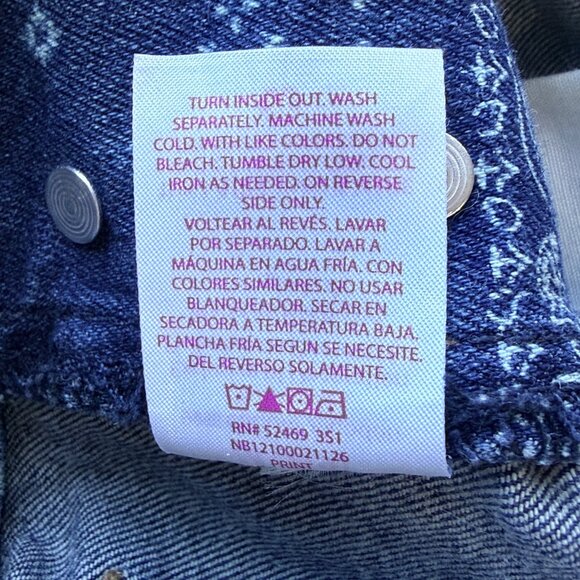 TURN INSIDE OUT. WASH
SEPARATELY. MACHINE WASH
COLD. WITH LIKE COLORS. DO NOT
BLEACH. TUMBLE DRY LOW. COOL
IRON AS NEEDED. ON REVERSE
SIDE ONLY.
VOLTEAR AL REVÉS. LAVAR
POR SEPARADO. LAVAR A
MÁQUINA EN AGUA FRÍA. CON
COLORES SIMILARES. NO USAR
BLANQUEADOR. SECAR EN
SECADORA A TEMPERATURA BAJA.
PLANCHA FRÍA SEGUN SE NECESITE.
DEL REVERSO SOLAMENTE.
RN# 52469 3S1
NB12100021126
PRINT